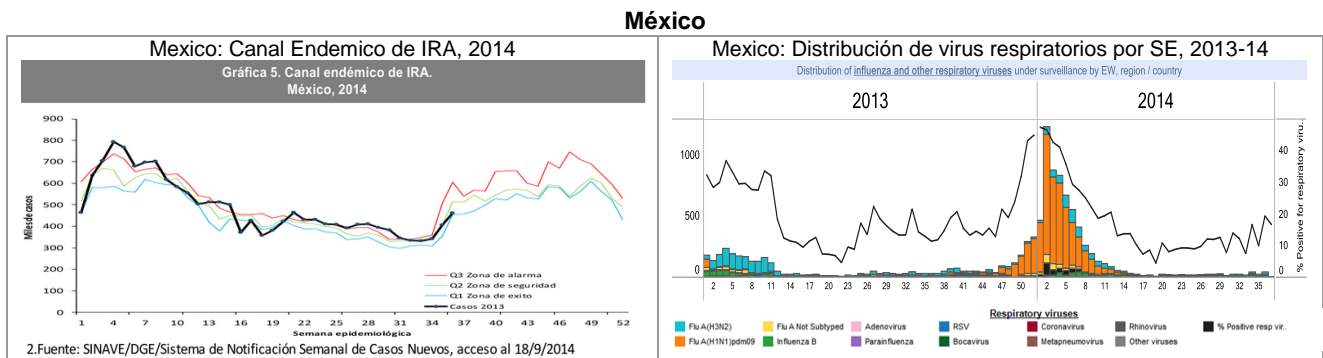 México
Mexico: Canal Endemico de IRA, 2014
Gráfica 5. Canal endémico de IRA.
México, 2014
900
800
700
600
500
400
300
200
100
0
Miles de casos
Q3 Zona de alarma
Q2 Zona de seguridad
Q1 Zona de exito
Casos 2013
1 4 7 10 13 16 19 22 25 28 31 34 37 40 43 46 49 52
Semana epidemiológica
2.Fuente: SINAVE/DGE/Sistema de Notificación Semanal de Casos Nuevos, acceso al 18/9/2014
Mexico: Distribución de virus respiratorios por SE, 2013-14
Distribution of influenza and other respiratory viruses under surveillance by EW, region / country
2013 2014
1000
500
0
40
30
20
10
0
% Positive for respiratory viru..
2 5 8 11 14 17 20 23 26 29 32 35 38 41 44 47 50 2 5 8 11 14 17 20 23 26 29 32 35
Respiratory viruses
Flu A(H3N2) Flu A Not Subtyped Adenovirus RSV Coronavirus Rhinovirus % Positive resp vir..
Flu A(H1N1)pdm09 Influenza B Parainfluenza Bocavirus Metapneumovirus Other viruses